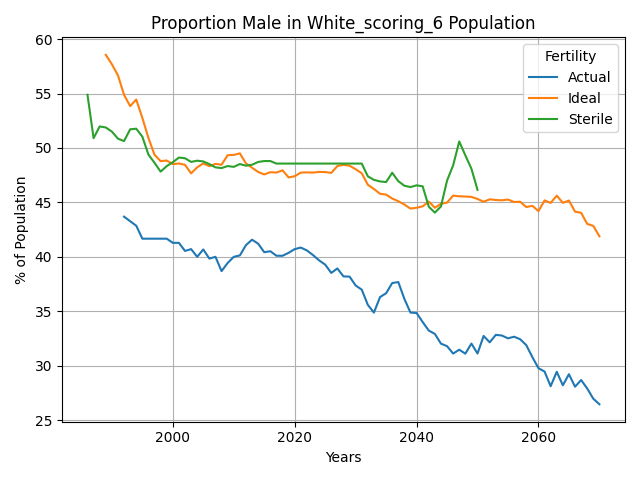 Proportion Male in White_scoring_6 Population
60
55
50
45
40
35
30
25
% of Population
Fertility
Actual
Ideal
Sterile
2000
2020
2040
2060
Years